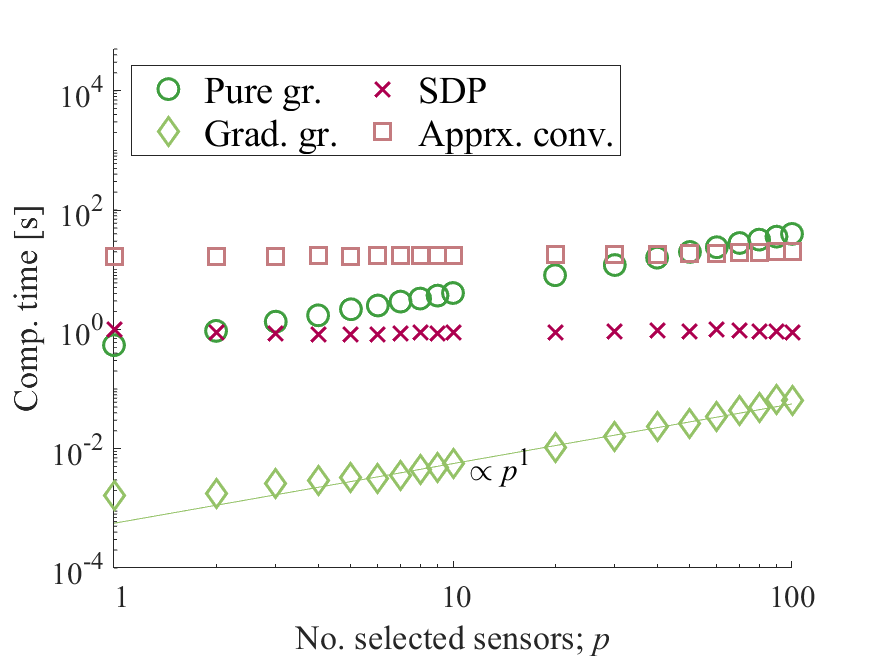 Pure gr.
SDP
Grad. gr.
Apprx. conv.
10^4
10^2
10^0
10^-2
10^-4
Comp. time [s]
∝ p^1
1
10
100
No. selected sensors; p